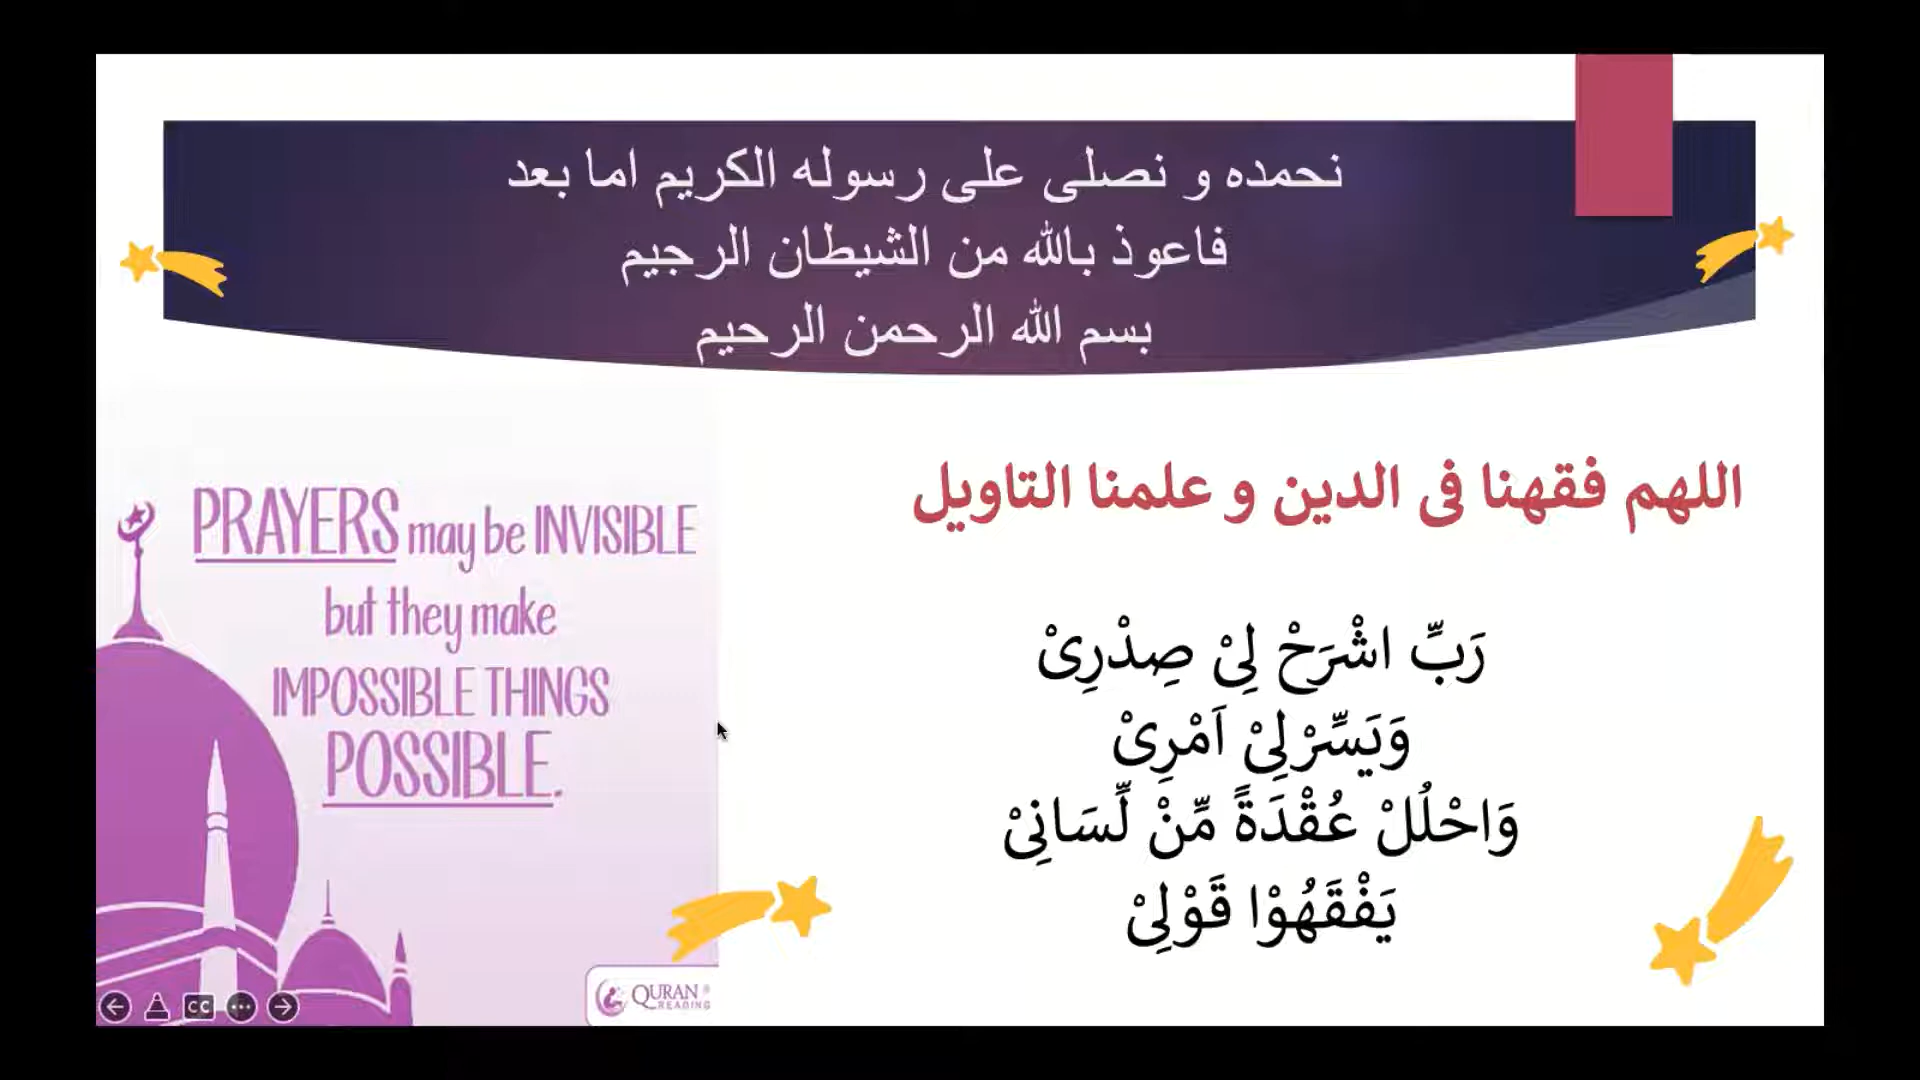 نحمده و نصلى على رسوله الكريم اما بعد
فاعوذ بالله من الشيطان الرجيم
بسم الله الرحمن الرحيم
اللهم فقهنا فى الدين و علمنا التاويل
رَبِّ اشْرَحْ لِىْ صِدْرِىْ
وَيَسِّرْلِىْ اَمْرِىْ
وَاحْلُلْ عُقْدَةً مِّنْ لِّسَانِىْ
يَفْقَهُوْا قَوْلِىْ
PRAYERS may be INVISIBLE
but they make
IMPOSSIBLE THINGS
POSSIBLE.
QURAN
READING
CC